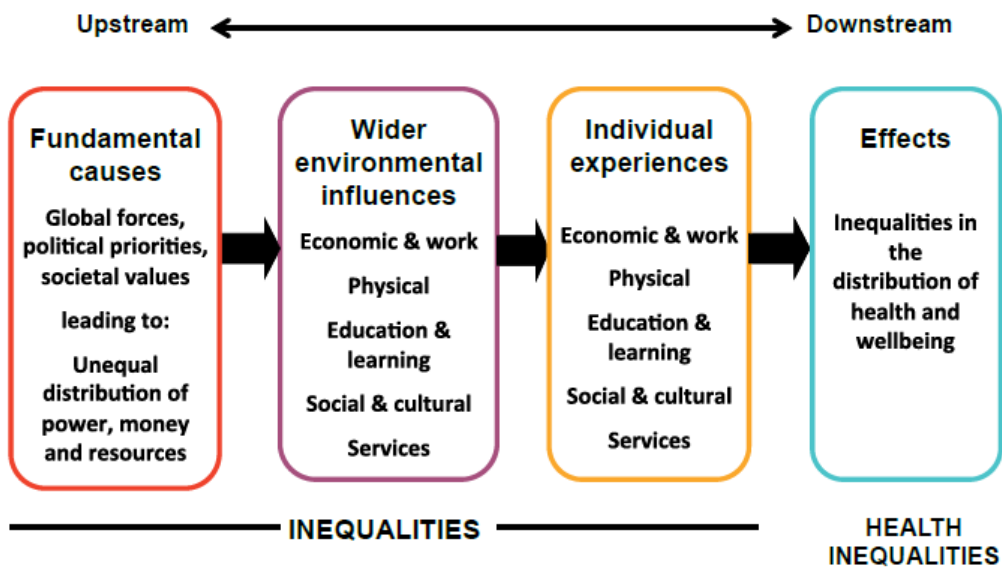 Upstream
Downstream
Fundamental
causes
Global forces,
political priorities,
societal values
leading to:
Unequal
distribution of
power, money
and resources
Wider
environmental
influences
Economic & work
Physical
Education &
learning
Social & cultural
Services
Individual
experiences
Economic & work
Physical
Education &
learning
Social & cultural
Services
Effects
Inequalities in
the
distribution of
health and
wellbeing
INEQUALITIES
HEALTH
INEQUALITIES